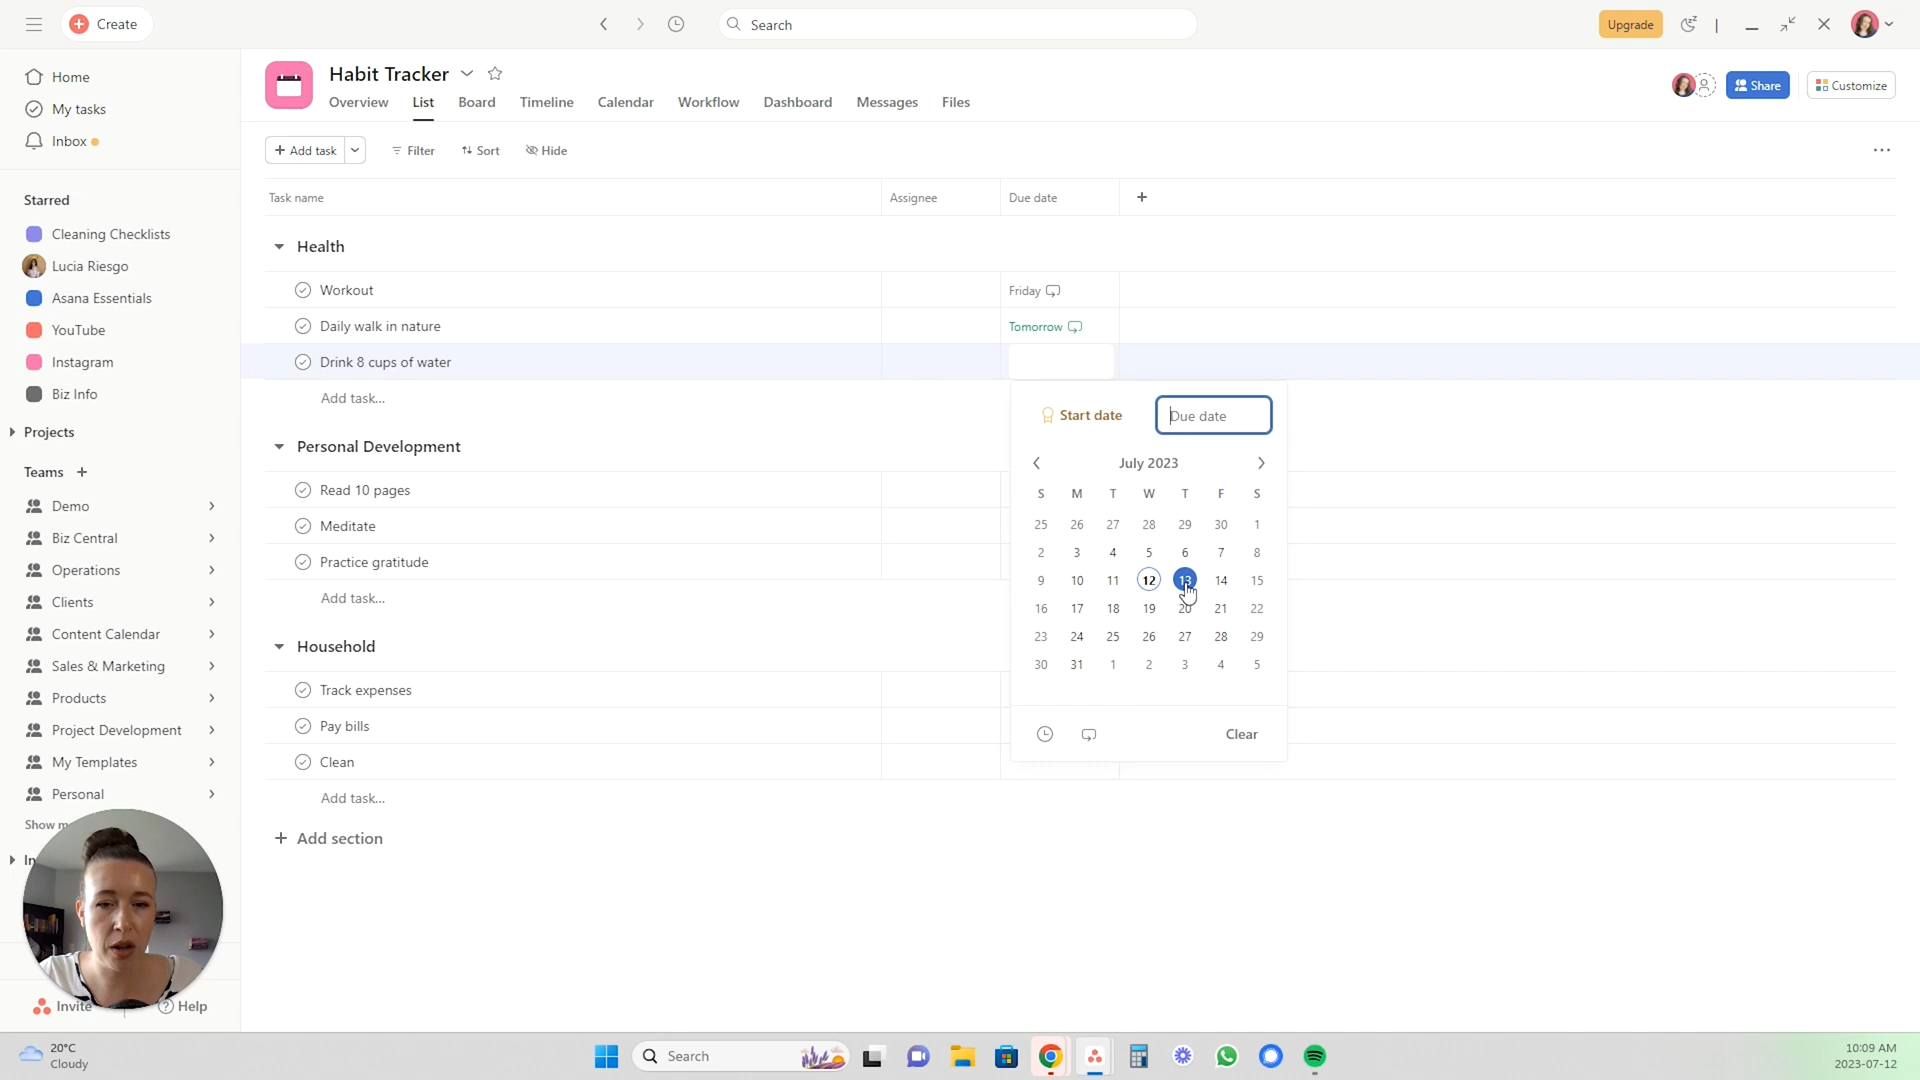 Create
Search
Upgrade
Habit Tracker
Overview List Board Timeline Calendar Workflow Dashboard Messages Files
Share
Customize
Home
My tasks
Inbox
Starred
Cleaning Checklists
Lucia Riesgo
Asana Essentials
YouTube
Instagram
Biz Info
Projects
Teams
Demo
Biz Central
Operations
Clients
Content Calendar
Sales & Marketing
Products
Project Development
My Templates
Personal
Show
In
Invite
Help
Add task Filter Sort Hide
Task name Assignee Due date
Health
Workout Friday
Daily walk in nature Tomorrow
Drink 8 cups of water
Add task...
Personal Development
Read 10 pages
Meditate
Practice gratitude
Add task...
Household
Track expenses
Pay bills
Clean
Add task...
Add section
Start date Due date
July 2023
S M T W T F S
25 26 27 28 29 30 1
2 3 4 5 6 7 8
9 10 11 12 13 14 15
16 17 18 19 20 21 22
23 24 25 26 27 28 29
30 31 1 2 3 4 5
Clear
20°C
Cloudy
Search
10:09 AM
2023-07-12